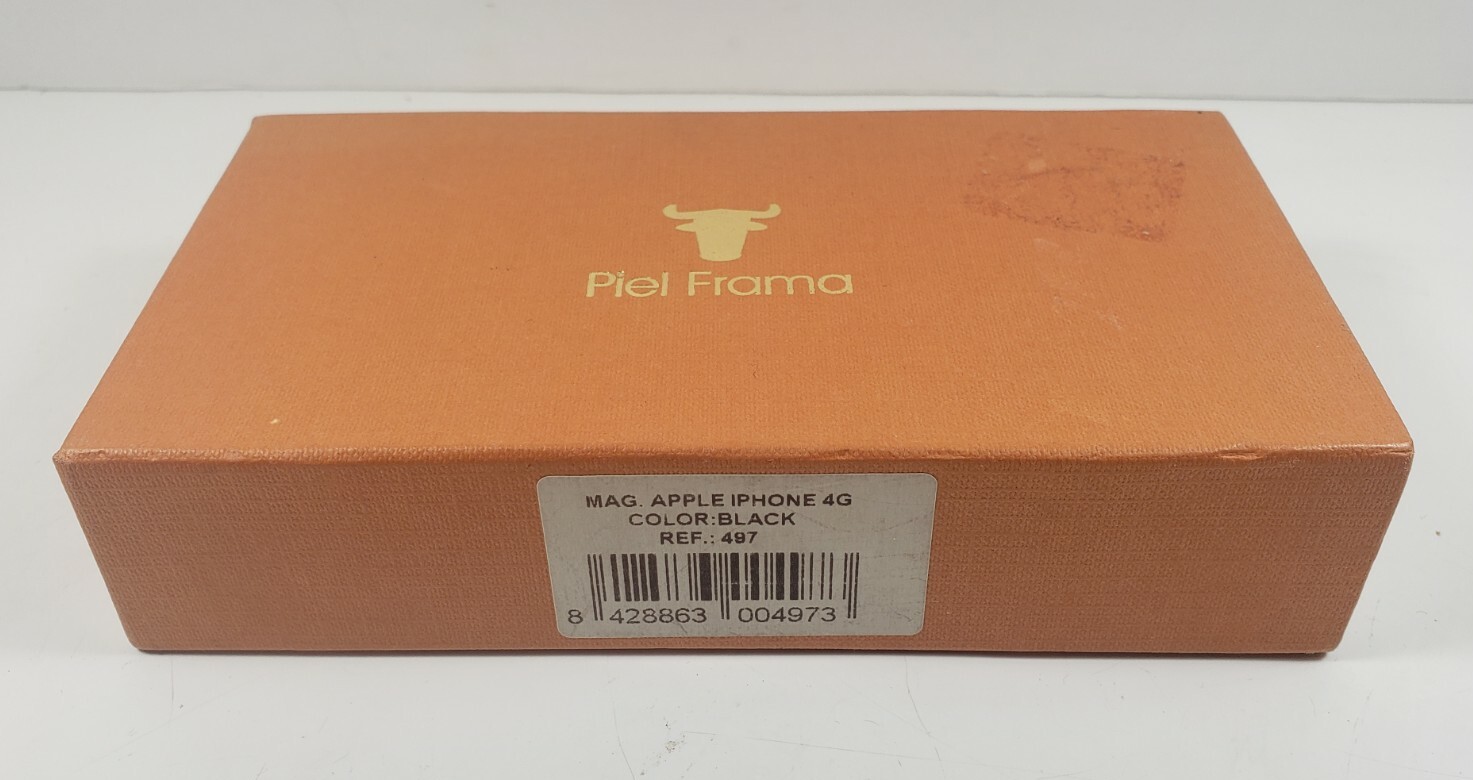 Piel Frama
MAG. APPLE IPHONE 4G
COLOR:BLACK
REF.: 497
8 428863 004973